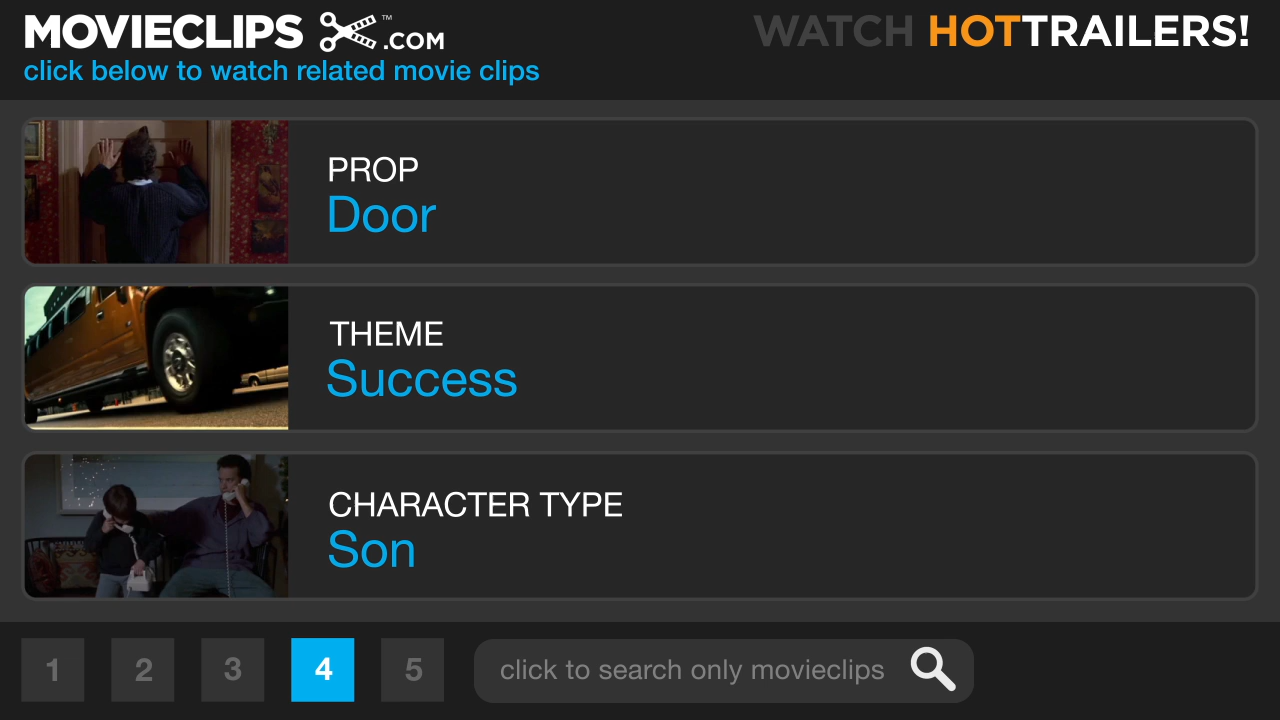 MOVIECLIPS ™ .COM
WATCH HOTTRAILERS!
click below to watch related movie clips
PROP
Door
THEME
Success
CHARACTER TYPE
Son
1 2 3 4 5 click to search only movieclips